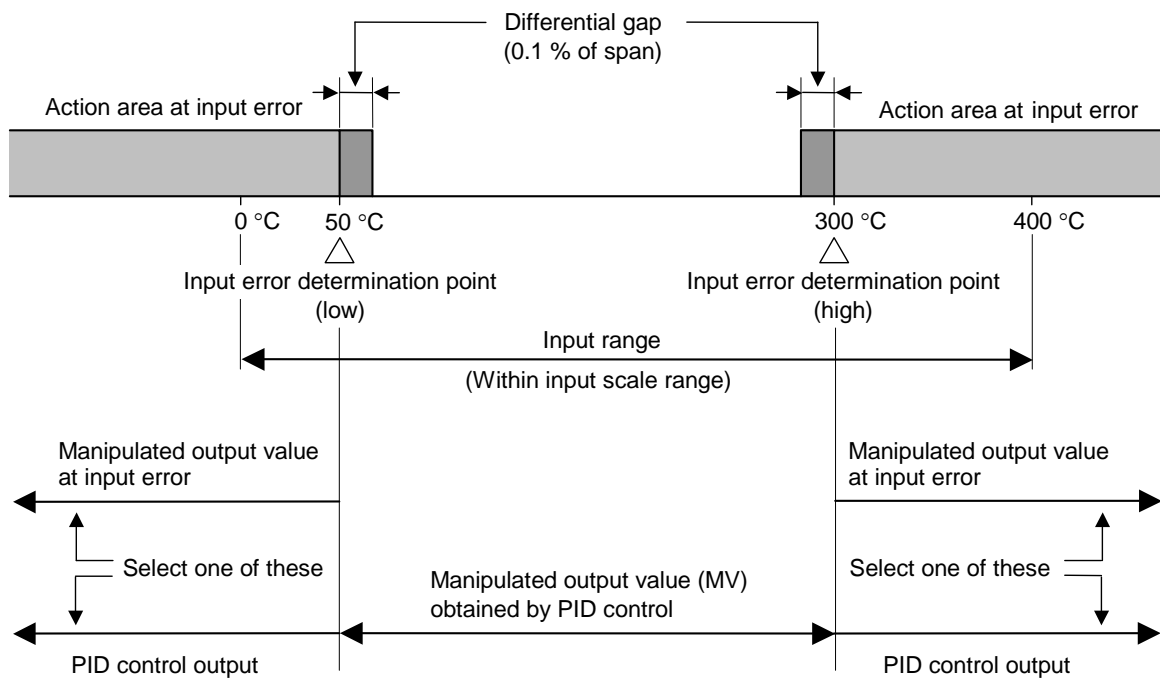 Differential gap
(0.1 % of span)
Action area at input error
Action area at input error
0 °C
50 °C
300 °C
400 °C
Input error determination point
(low)
Input error determination point
(high)
Input range
(Within input scale range)
Manipulated output value
at input error
Manipulated output value
at input error
Select one of these
Manipulated output value (MV)
obtained by PID control
Select one of these
PID control output
PID control output